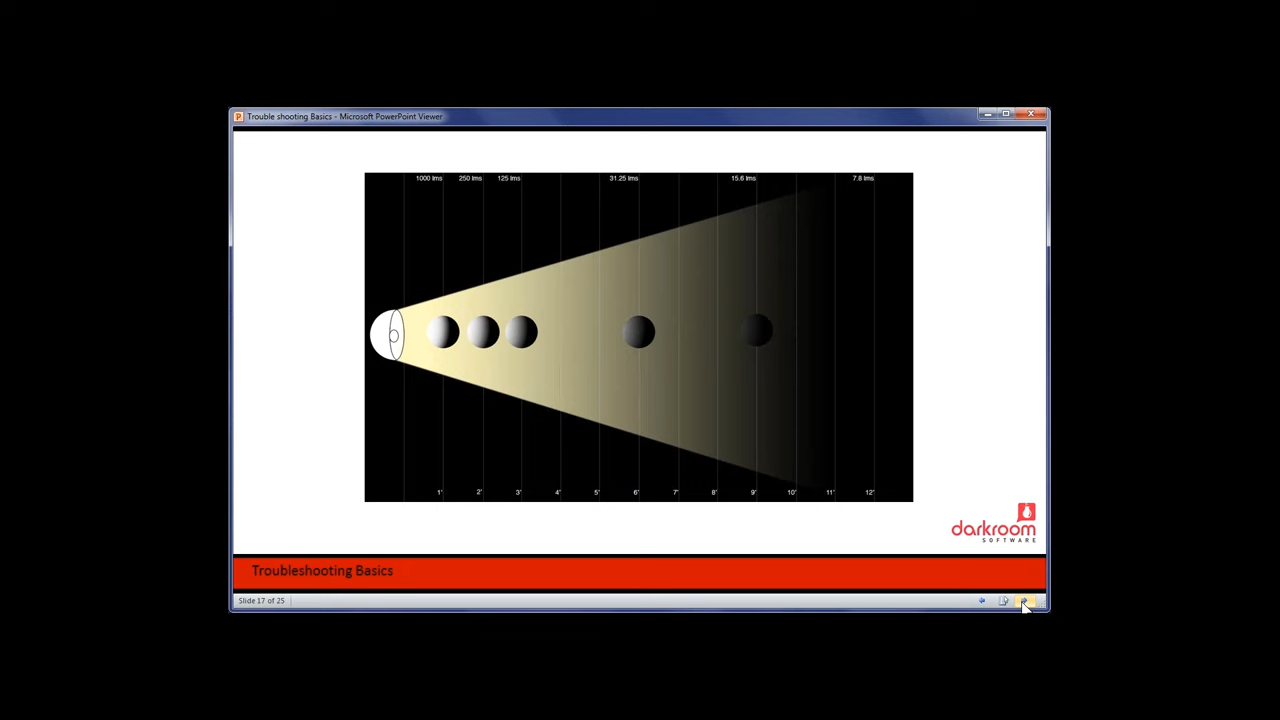 Trouble shooting Basics - Microsoft PowerPoint Viewer
1000 lms 250 lms 125 lms 31.25 lms 15.6 lms 7.8 lms
1' 2' 3' 4' 5' 6' 7' 8' 9' 10' 11' 12'
darkroom
SOFTWARE
Troubleshooting Basics
Slide 17 of 25